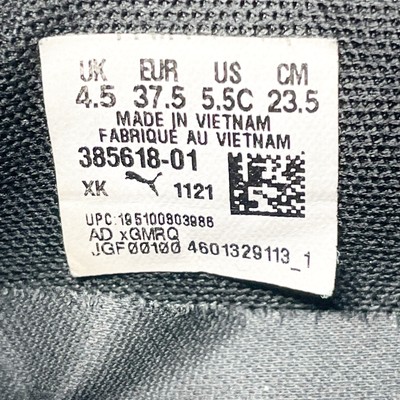 UK EUR US CM
4.5 37.5 5.5C 23.5
MADE IN VIETNAM
FABRIQUÉ AU VIETNAM
385618-01
XK 1121
UPC:195100803986
AD xGMRQ
JGF00100 4601329113_1